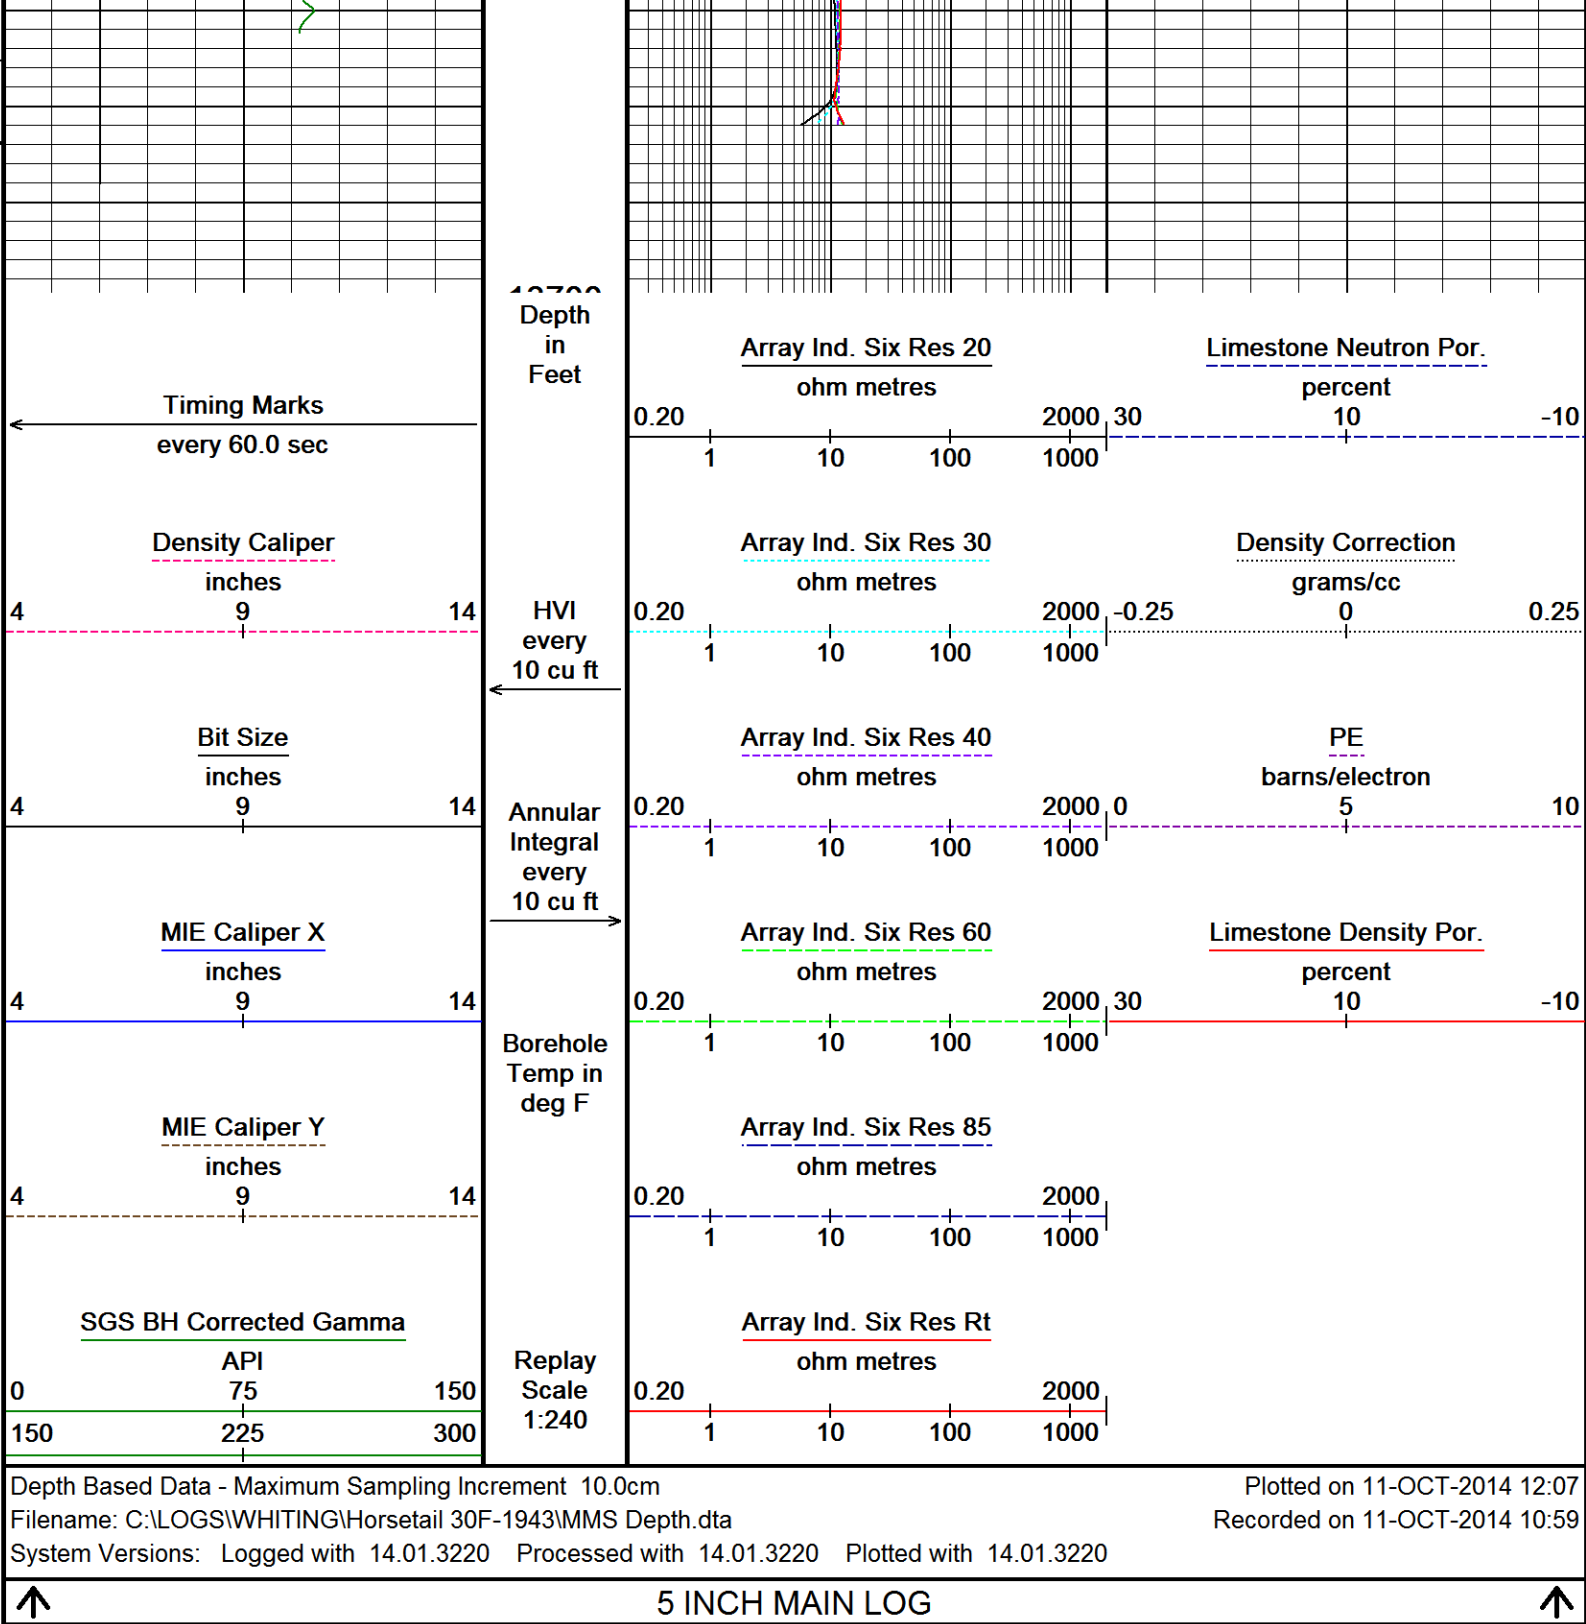 Depth
in
Feet
Timing Marks
every 60.0 sec
Density Caliper
inches
4 9 14
Bit Size
inches
4 9 14
MIE Caliper X
inches
4 9 14
MIE Caliper Y
inches
4 9 14
SGS BH Corrected Gamma
API
0 75 150
150 225 300
HVI
every
10 cu ft
Annular
Integral
every
10 cu ft
Borehole
Temp in
deg F
Replay
Scale
1:240
Array Ind. Six Res 20
ohm metres
0.20 2000
1 10 100 1000
Array Ind. Six Res 30
ohm metres
0.20 2000
1 10 100 1000
Array Ind. Six Res 40
ohm metres
0.20 2000
1 10 100 1000
Array Ind. Six Res 60
ohm metres
0.20 2000
1 10 100 1000
Array Ind. Six Res 85
ohm metres
0.20 2000
1 10 100 1000
Array Ind. Six Res Rt
ohm metres
0.20 2000
1 10 100 1000
Limestone Neutron Por.
percent
30 10 -10
Density Correction
grams/cc
-0.25 0 0.25
PE
barns/electron
0 5 10
Limestone Density Por.
percent
30 10 -10
Depth Based Data - Maximum Sampling Increment 10.0cm
Plotted on 11-OCT-2014 12:07
Filename: C:\LOGS\WHITING\Horsetail 30F-1943\MMS Depth.dta
Recorded on 11-OCT-2014 10:59
System Versions: Logged with 14.01.3220 Processed with 14.01.3220 Plotted with 14.01.3220
5 INCH MAIN LOG